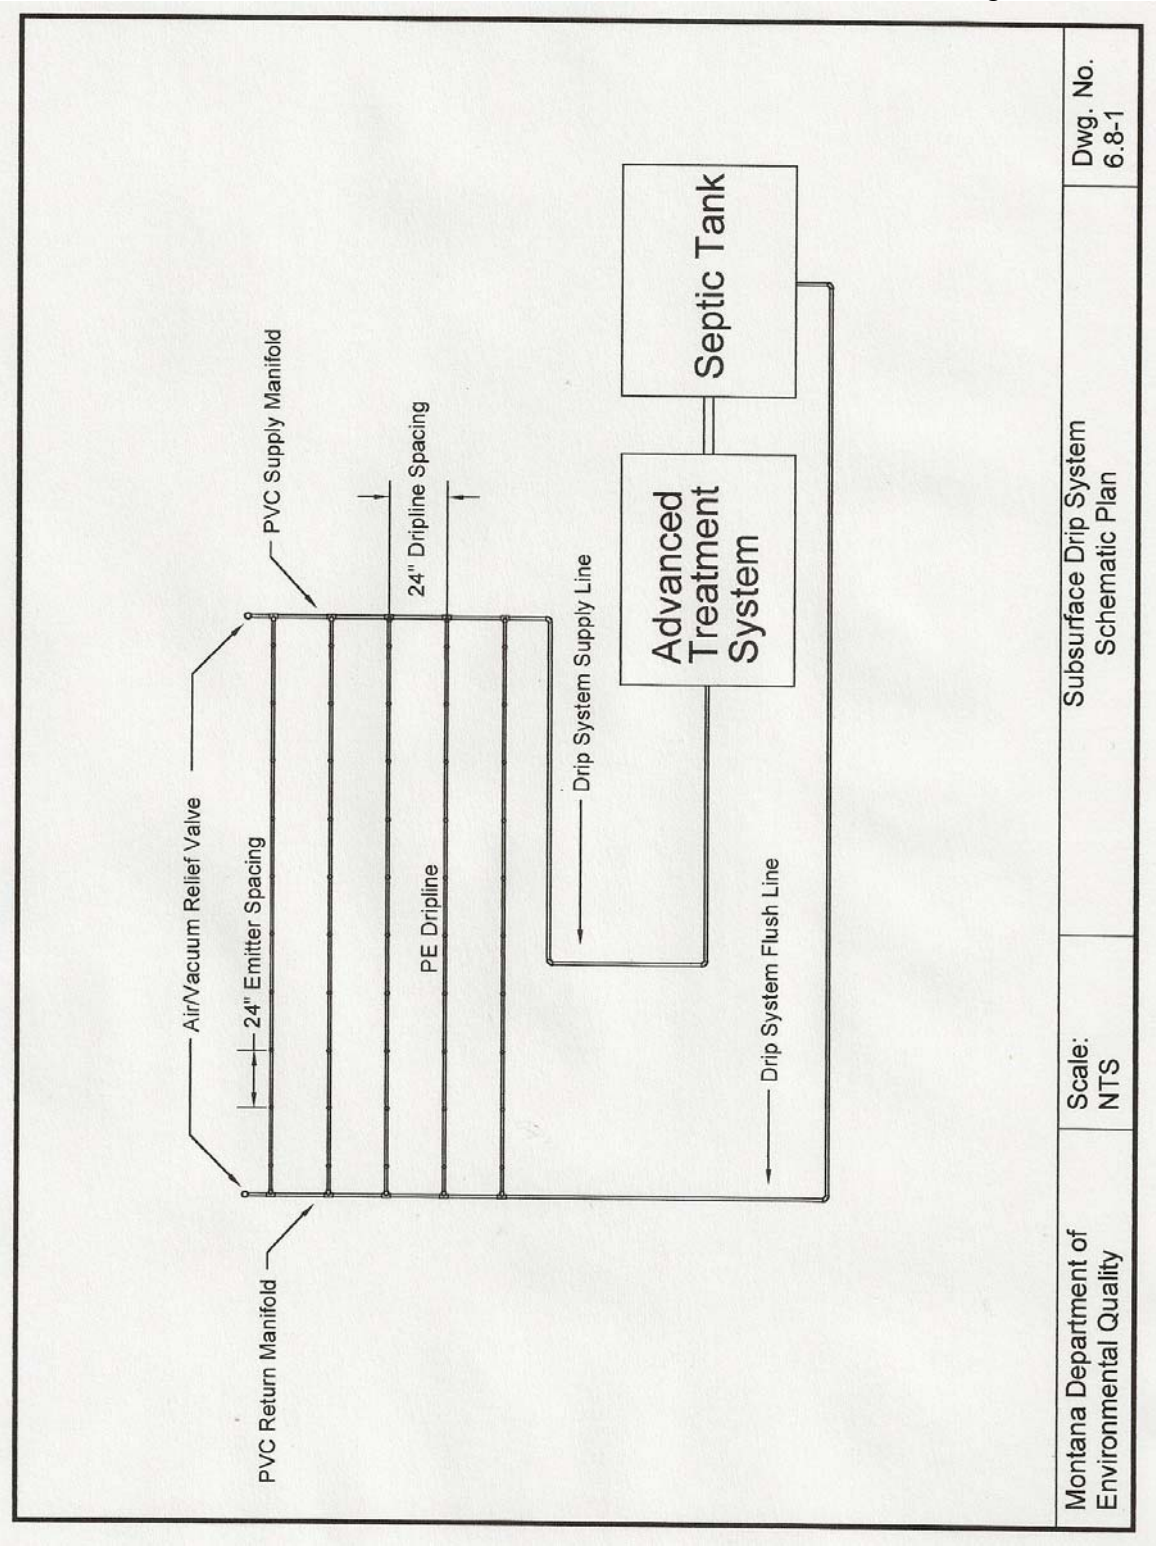 Air/Vacuum Relief Valve
PVC Return Manifold
24" Emitter Spacing
PVC Supply Manifold
24" Dripline Spacing
PE Dripline
Drip System Supply Line
Drip System Flush Line
Advanced
Treatment
System
Septic Tank
Montana Department of
Environmental Quality
Scale:
NTS
Subsurface Drip System
Schematic Plan
Dwg. No.
6.8-1